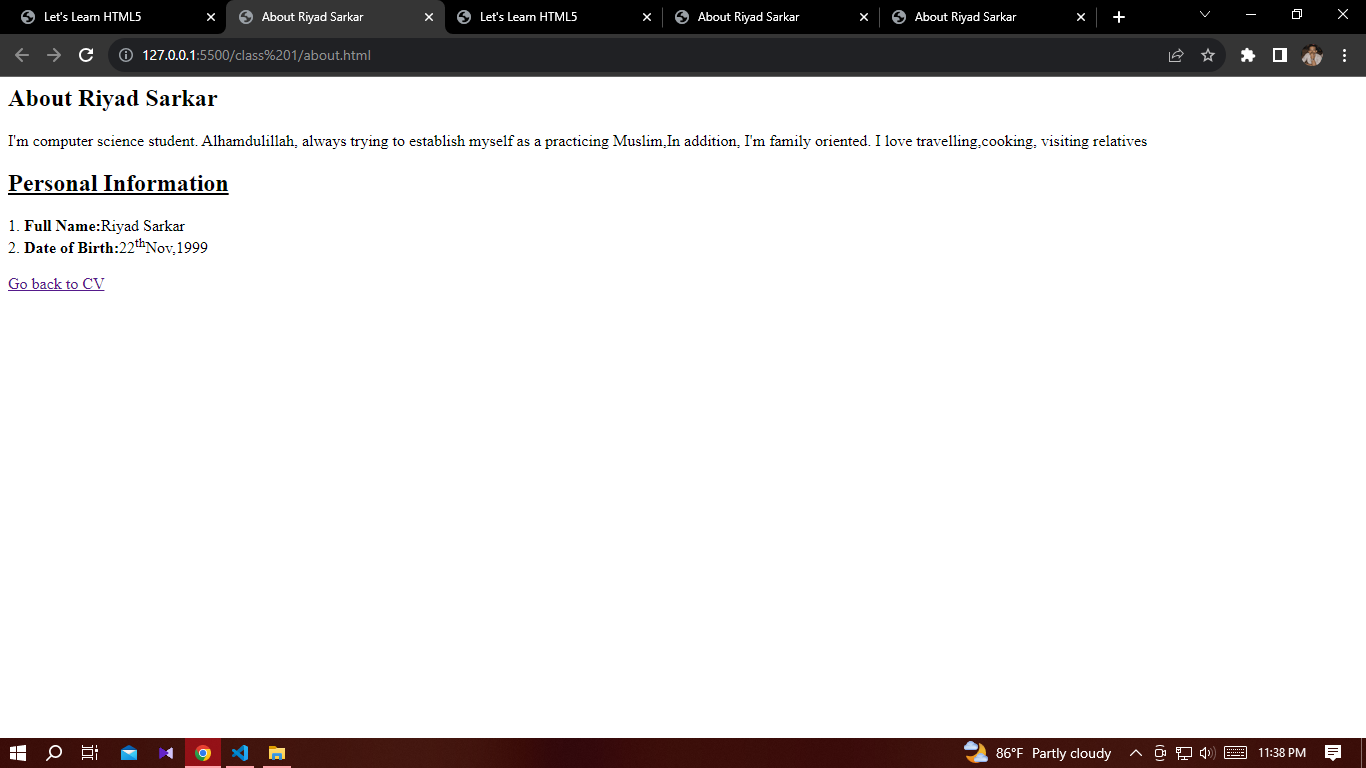 Let's Learn HTML5
About Riyad Sarkar
Let's Learn HTML5
About Riyad Sarkar
About Riyad Sarkar
127.0.0.1:5500/class%201/about.html
About Riyad Sarkar
I'm computer science student. Alhamdulillah, always trying to establish myself as a practicing Muslim,In addition, I'm family oriented. I love travelling,cooking, visiting relatives
Personal Information
1. Full Name:Riyad Sarkar
2. Date of Birth:22thNov,1999
Go back to CV
86°F Partly cloudy
11:38 PM